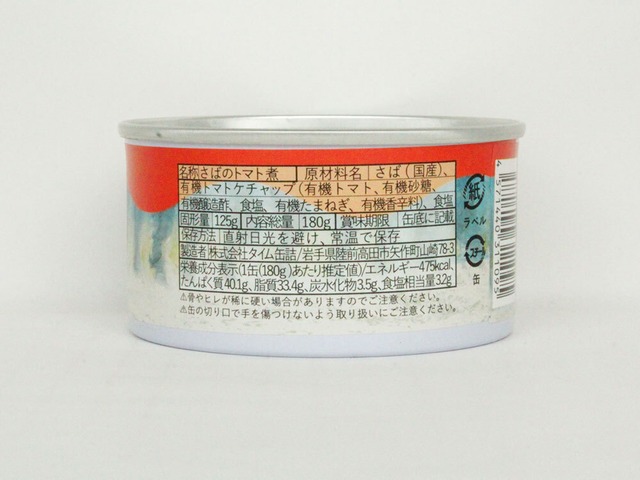 名称 さばのトマト煮 原材料名 さば(国産)、
有機トマトケチャップ(有機トマト、有機砂糖、
有機醸造酢、食塩、有機たまねぎ、有機香辛料)、食塩
固形量 125g 内容総量 180g 賞味期限 缶底に記載
保存方法 直射日光を避け、常温で保存
製造者 株式会社タイム缶詰/岩手県陸前高田市矢作町山崎78-3
栄養成分表示(1缶(180g)あたり推定値)/エネルギー475kcal、
たんぱく質40.1g、脂質33.4g、炭水化物3.5g、食塩相当量3.2g
⚠骨やヒレが稀に硬い場合がありますのでご注意ください。
⚠缶の切り口で手を傷つけないよう取り扱いにご注意ください。
紙
ラベル
スチール
缶
4571440311095